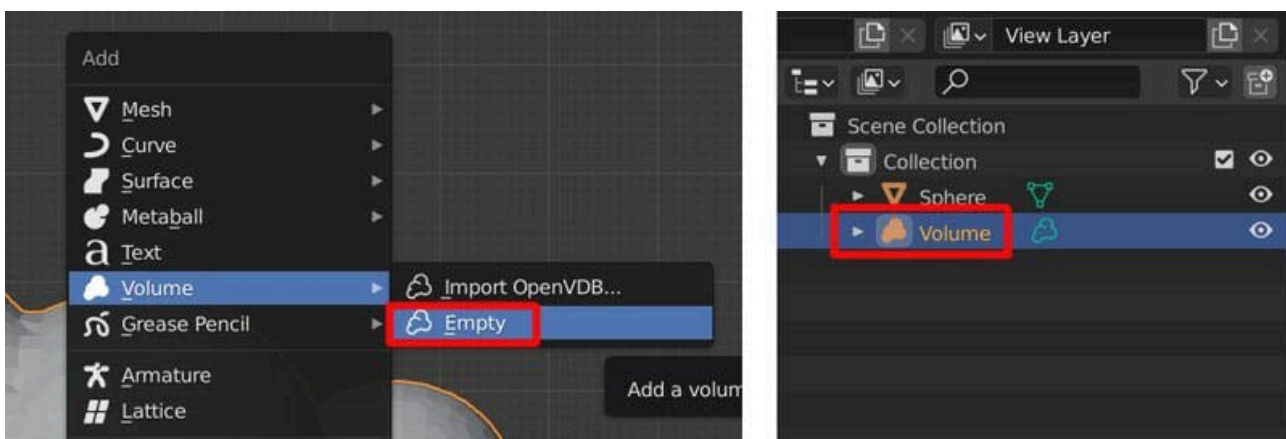 Add
Mesh
Curve
Surface
Metaball
Text
Volume
Grease Pencil
Armature
Lattice
Import OpenVDB...
Empty
Add a volum
View Layer
Scene Collection
Collection
Sphere
Volume